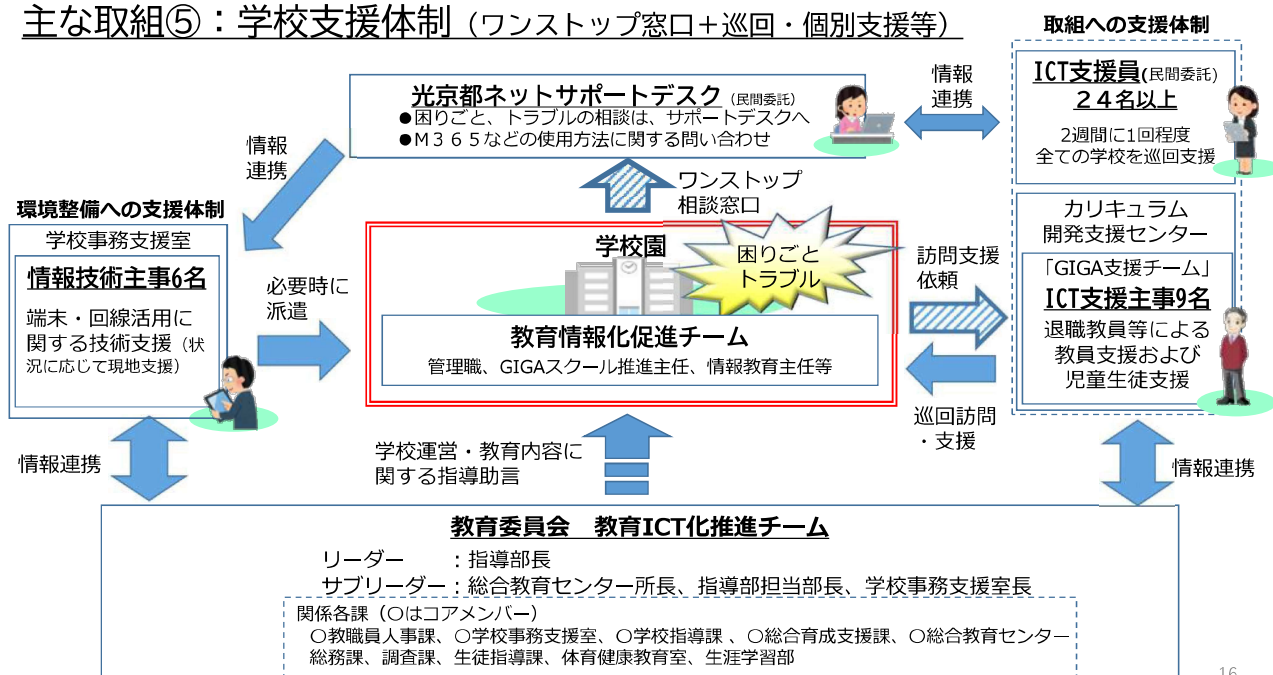 主な取組⑤：学校支援体制（ワンストップ窓口＋巡回・個別支援等）
取組への支援体制
光京都ネットサポートデスク（民間委託）
●困りごと、トラブルの相談は、サポートデスクへ
●Ｍ３６５などの使用方法に関する問い合わせ
情報
連携
ICT支援員(民間委託)
２４名以上
2週間に1回程度
全ての学校を巡回支援
情報
連携
ワンストップ
相談窓口
環境整備への支援体制
学校事務支援室
情報技術主事6名
端末・回線活用に
関する技術支援（状
況に応じて現地支援）
必要時に
派遣
学校園
困りごと
トラブル
教育情報化促進チーム
管理職、GIGAスクール推進主任、情報教育主任等
訪問支援
依頼
巡回訪問
・支援
カリキュラム
開発支援センター
「GIGA支援チーム」
ICT支援主事9名
退職教員等による
教員支援および
児童生徒支援
情報連携
学校運営・教育内容に
関する指導助言
情報連携
教育委員会　教育ICT化推進チーム
リーダー　　：指導部長
サブリーダー：総合教育センター所長、指導部担当部長、学校事務支援室長
関係各課（〇はコアメンバー）
〇教職員人事課、〇学校事務支援室、〇学校指導課 、〇総合育成支援課、〇総合教育センター
総務課、調査課、生徒指導課、体育健康教育室、生涯学習部
16